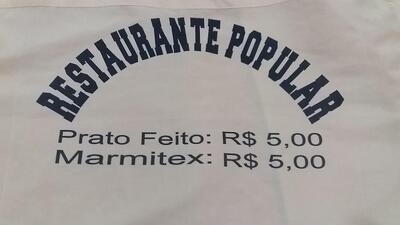 RESTAURANTE POPULAR
Prato Feito: R$ 5,00
Marmitex: R$ 5,00